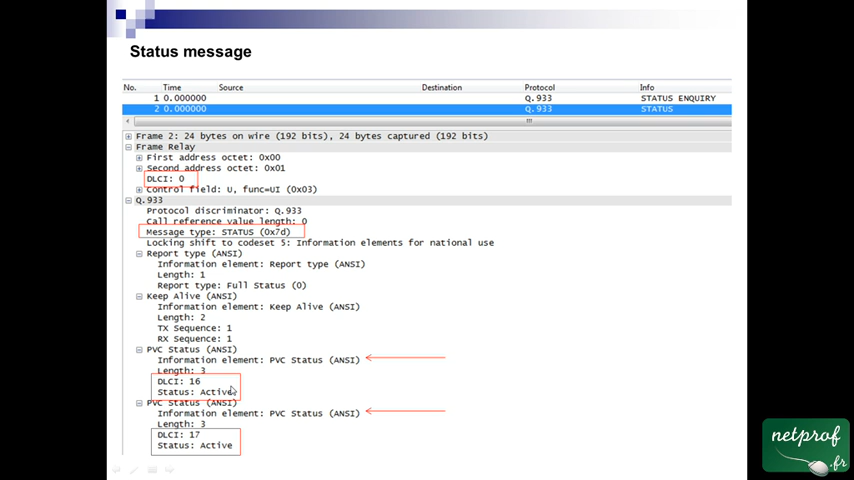 Status message
No. Time Source Destination Protocol Info
1 0.000000 Q.933 STATUS ENQUIRY
2 0.000000 Q.933 STATUS
Frame 2: 24 bytes on wire (192 bits), 24 bytes captured (192 bits)
Frame Relay
First address octet: 0x00
Second address octet: 0x01
DLCI: 0
Control field: U, func=UI (0x03)
Q.933
Protocol discriminator: Q.933
Call reference value length: 0
Message type: STATUS (0x7d)
Locking shift to codeset 5: Information elements for national use
Report type (ANSI)
Information element: Report type (ANSI)
Length: 1
Report type: Full Status (0)
Keep Alive (ANSI)
Information element: Keep Alive (ANSI)
Length: 2
TX Sequence: 1
RX Sequence: 1
PVC Status (ANSI)
Information element: PVC Status (ANSI)
Length: 3
DLCI: 16
Status: Active
PVC Status (ANSI)
Information element: PVC Status (ANSI)
Length: 3
DLCI: 17
Status: Active
netprof
.fr